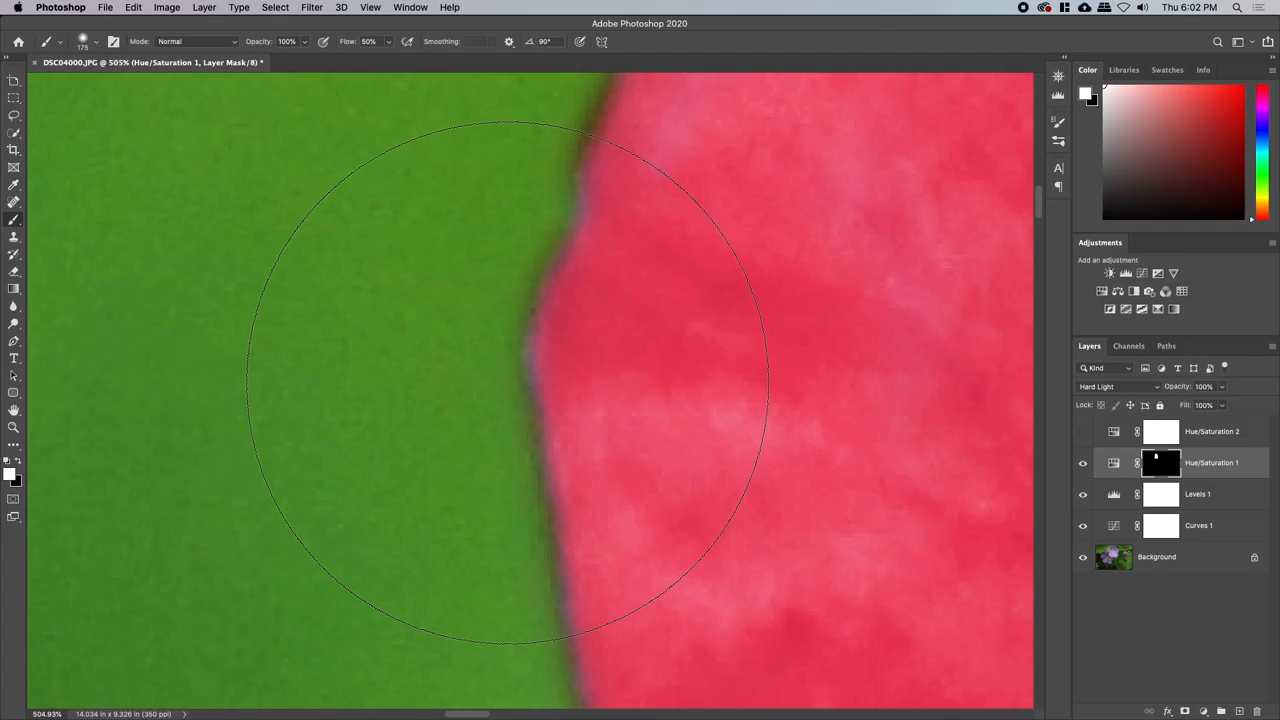 Photoshop File Edit Image Layer Type Select Filter 3D View Window Help Thu 6:02 PM
Adobe Photoshop 2020
175 Mode: Normal Opacity: 100% Flow: 50% Smoothing: 90°
DSC04000.JPG @ 505% (Hue/Saturation 1, Layer Mask/8) *
Color Libraries Swatches Info
Adjustments
Add an adjustment
Layers Channels Paths
Kind
Hard Light Opacity: 100%
Lock: Fill: 100%
Hue/Saturation 2
Hue/Saturation 1
Levels 1
Curves 1
Background
504.93% 14.034 in x 9.326 in (350 ppi)